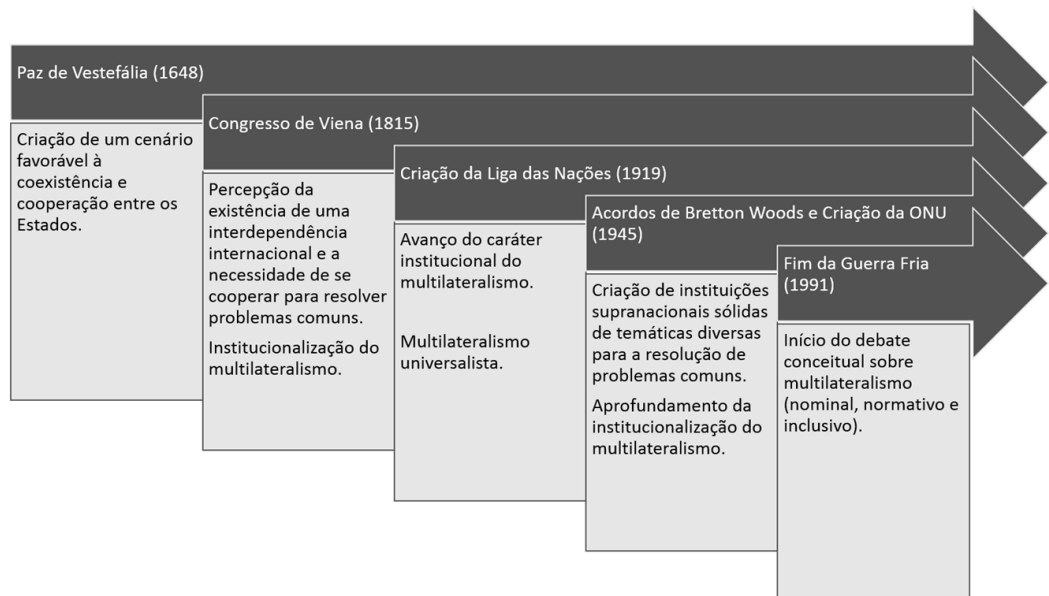 Paz de Vestefália (1648)
Criação de um cenário
favorável à
coexistência e
cooperação entre os
Estados.
Congresso de Viena (1815)
Percepção da
existência de uma
interdependência
internacional e a
necessidade de se
cooperar para resolver
problemas comuns.
Institucionalização do
multilateralismo.
Criação da Liga das Nações (1919)
Avanço do caráter
institucional do
multilateralismo.
Multilateralismo
universalista.
Acordos de Bretton Woods e Criação da ONU
(1945)
Criação de instituições
supranacionais sólidas
de temáticas diversas
para a resolução de
problemas comuns.
Aprofundamento da
institucionalização do
multilateralismo.
Fim da Guerra Fria
(1991)
Início do debate
conceitual sobre
multilateralismo
(nominal, normativo e
inclusivo).